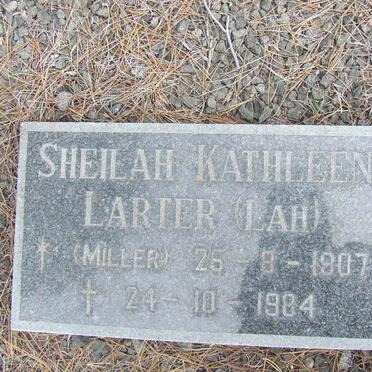 SHEILAH KATHLEEN
LARTER (LAH)
* (MILLER) 25-8-1907
† 24-10-1984